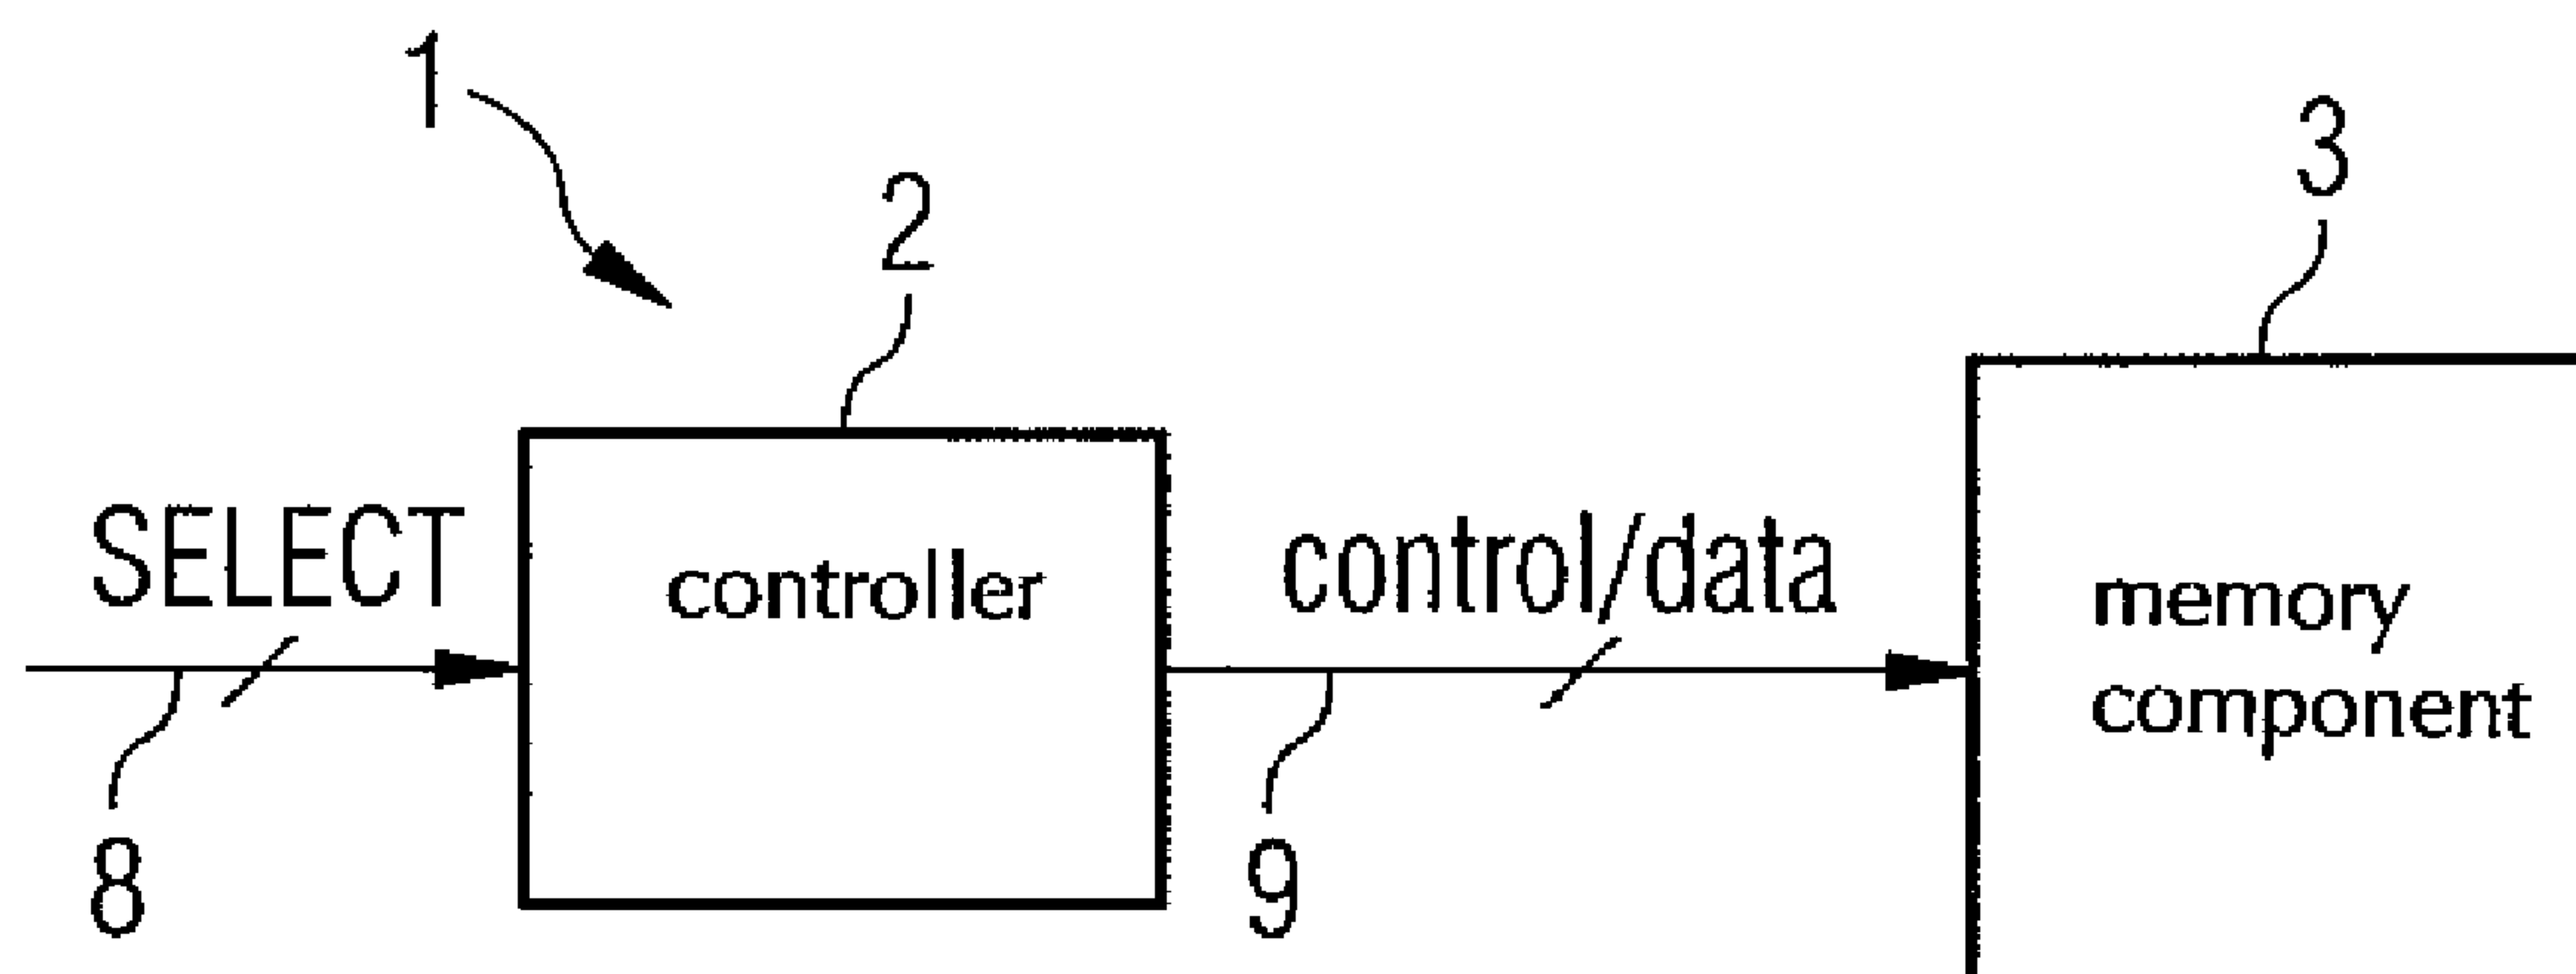 1
2
3
SELECT
controller
control/data
memory
component
8
9